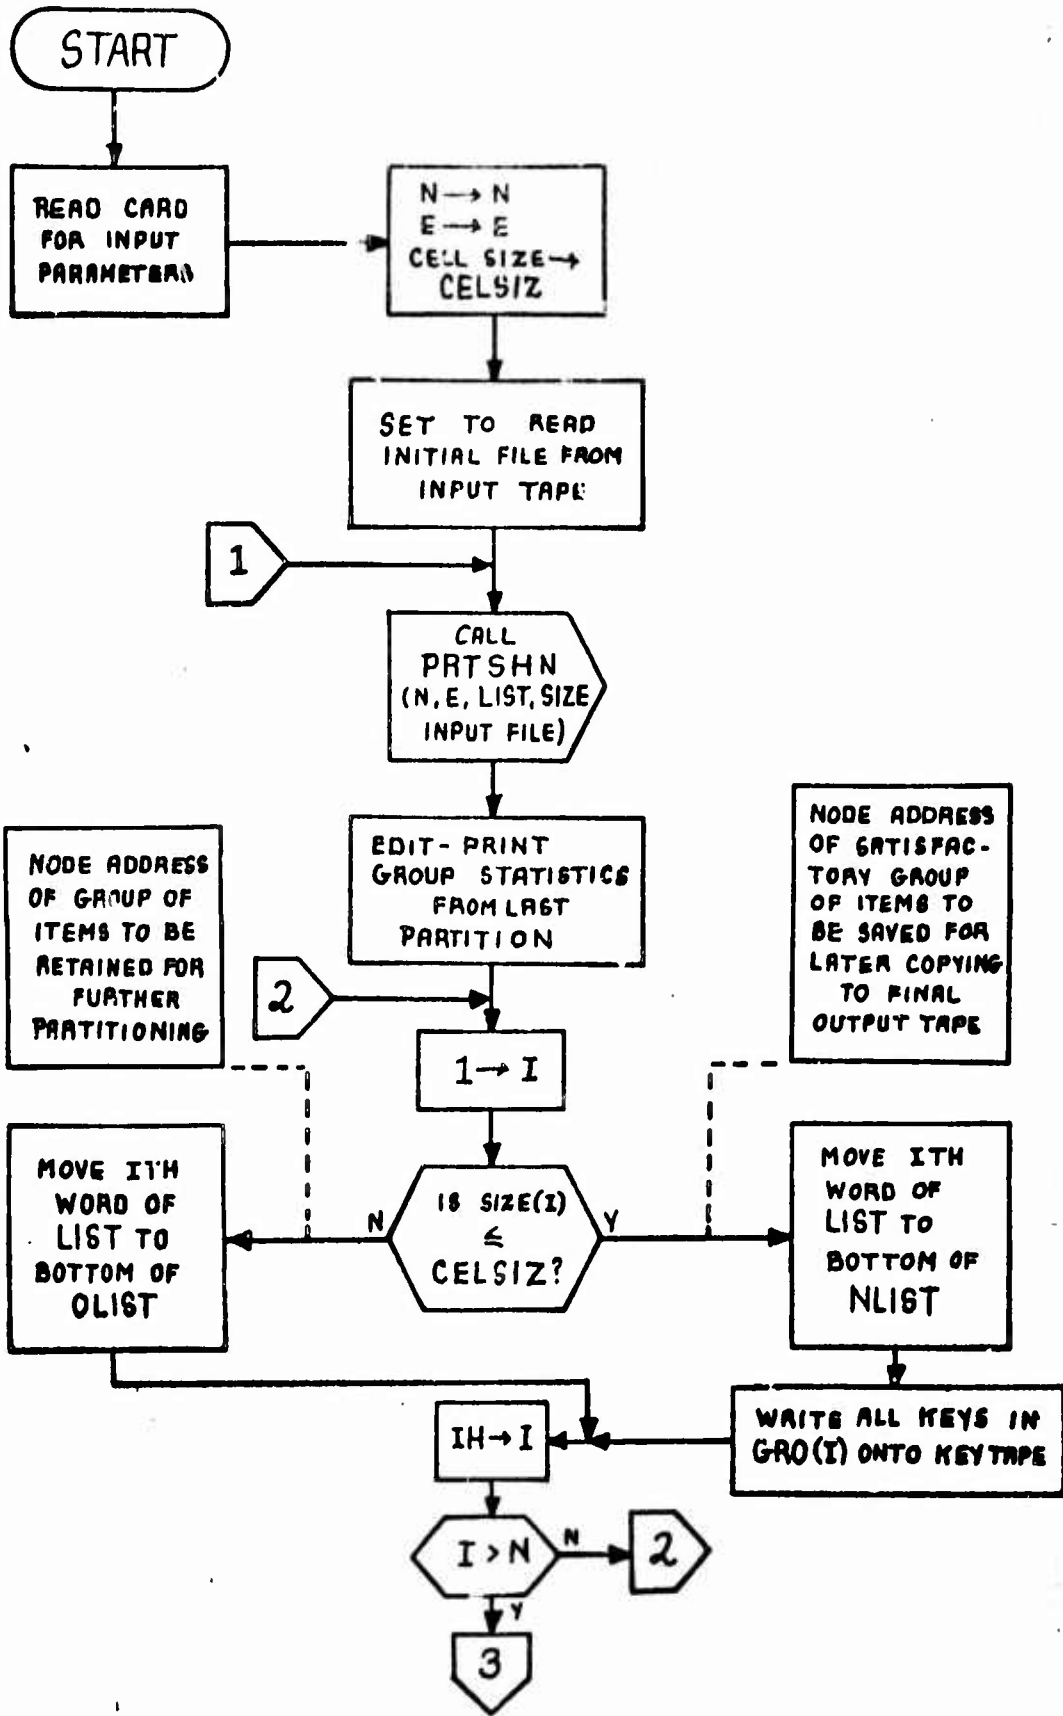 START
READ CARD
FOR INPUT
PARAMETERS
N → N
E → E
CELL SIZE →
CELSIZ
SET TO READ
INITIAL FILE FROM
INPUT TAPE
1
CALL
PRTSHN
(N, E, LIST, SIZE
INPUT FILE)
EDIT-PRINT
GROUP STATISTICS
FROM LAST
PARTITION
NODE ADDRESS
OF GROUP OF
ITEMS TO BE
RETAINED FOR
FURTHER
PARTITIONING
NODE ADDRESS
OF SATISFAC-
TORY GROUP
OF ITEMS TO
BE SAVED FOR
LATER COPYING
TO FINAL
OUTPUT TAPE
2
1 → I
IS SIZE(I)
≤
CELSIZ?
N
Y
MOVE ITH
WORD OF
LIST TO
BOTTOM OF
OLIST
MOVE ITH
WORD OF
LIST TO
BOTTOM OF
NLIST
WRITE ALL KEYS IN
GRO(I) ONTO KEYTAPE
IH → I
I > N
N
2
Y
3